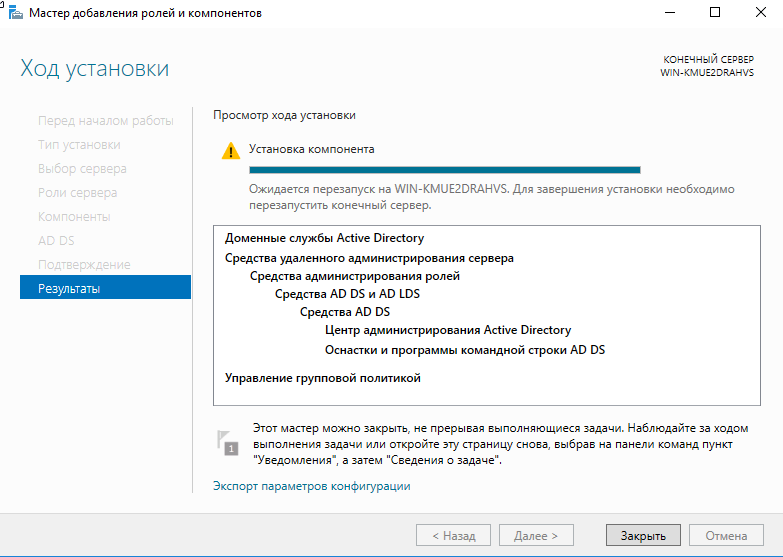 Мастер добавления ролей и компонентов
Ход установки
КОНЕЧНЫЙ СЕРВЕР
WIN-KMUE2DRAHVS
Перед началом работы
Тип установки
Выбор сервера
Роли сервера
Компоненты
AD DS
Подтверждение
Результаты
Просмотр хода установки
Установка компонента
Ожидается перезапуск на WIN-KMUE2DRAHVS. Для завершения установки необходимо
перезапустить конечный сервер.
Доменные службы Active Directory
Средства удаленного администрирования сервера
Средства администрирования ролей
Средства AD DS и AD LDS
Средства AD DS
Центр администрирования Active Directory
Оснастки и программы командной строки AD DS
Управление групповой политикой
1
Этот мастер можно закрыть, не прерывая выполняющиеся задачи. Наблюдайте за ходом
выполнения задачи или откройте эту страницу снова, выбрав на панели команд пункт
"Уведомления", а затем "Сведения о задаче".
Экспорт параметров конфигурации
< Назад
Далее >
Закрыть
Отмена